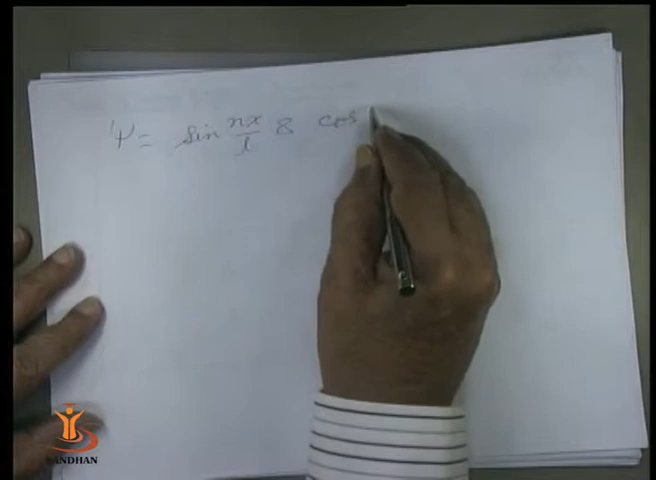 ψ = sin nx/l & cos
SANDHAN